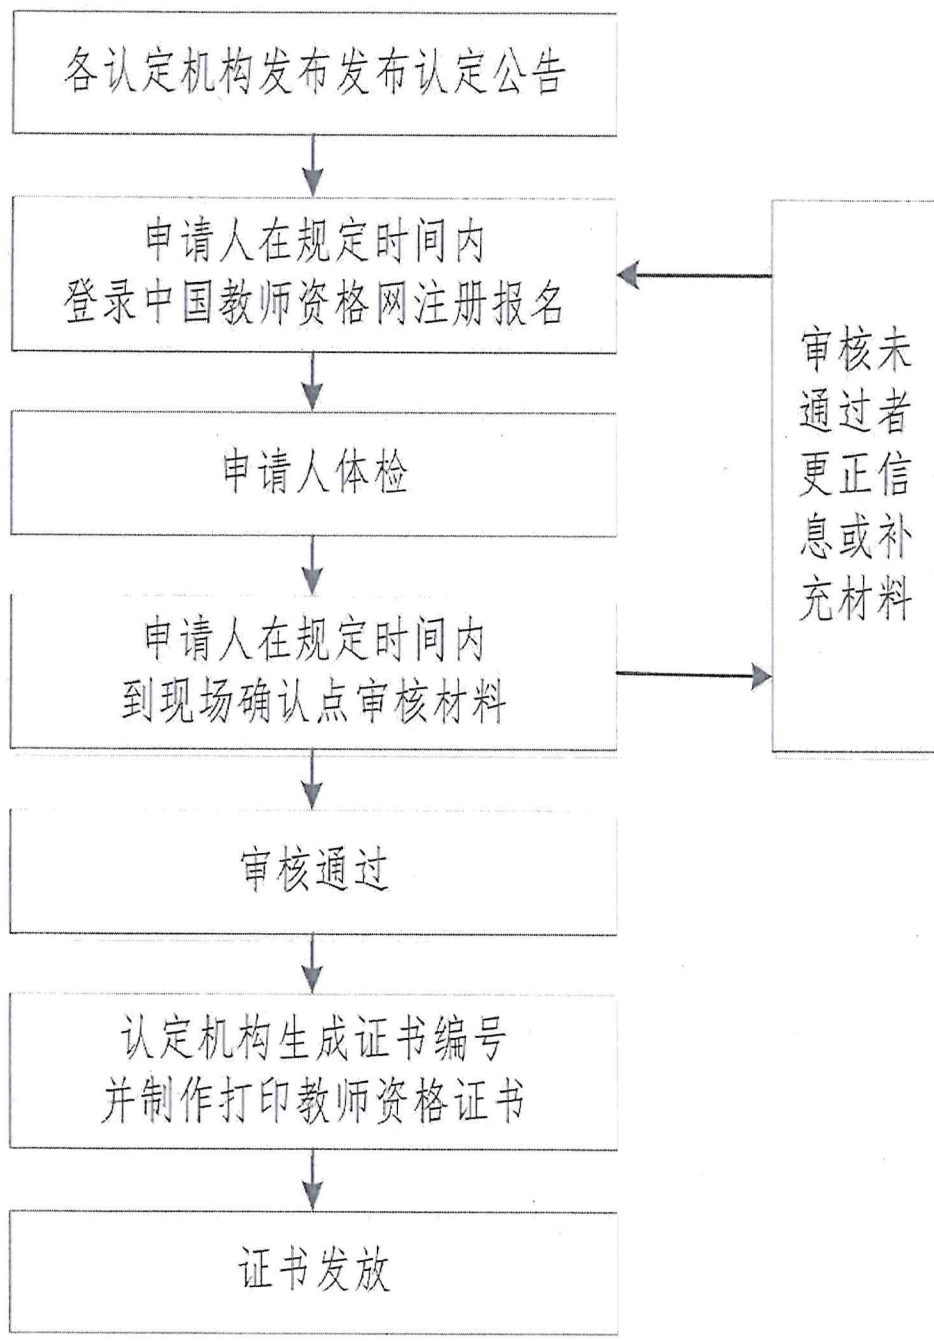 各认定机构发布发布认定公告
申请人在规定时间内
登录中国教师资格网注册报名
申请人体检
申请人在规定时间内
到现场确认点审核材料
审核通过
认定机构生成证书编号
并制作打印教师资格证书
证书发放
审核未
通过者
更正信
息或补
充材料